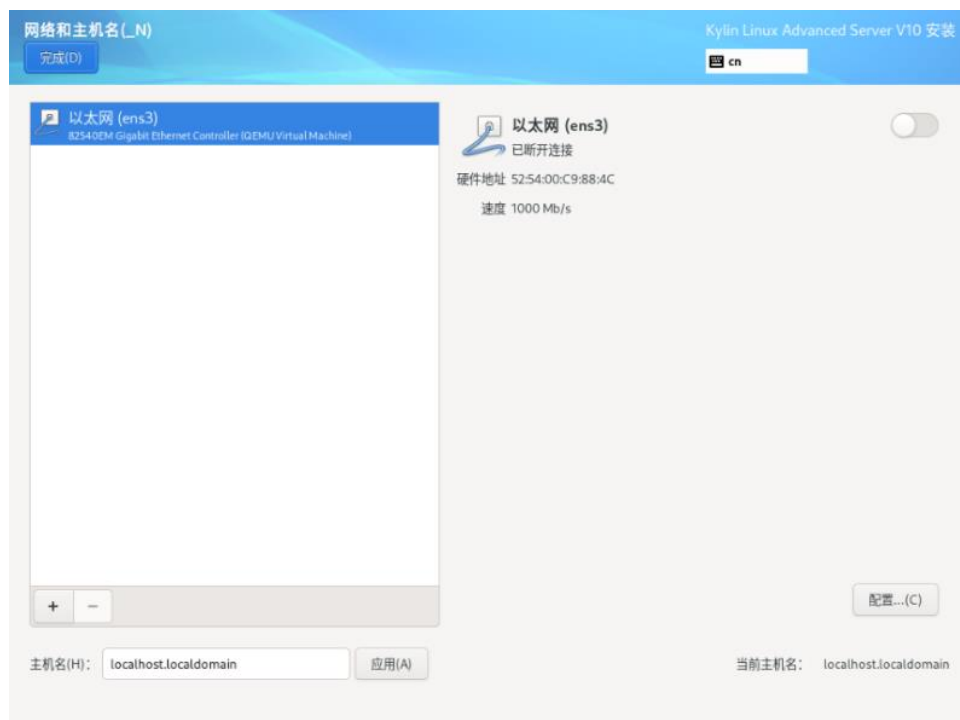 网络和主机名(_N)
Kylin Linux Advanced Server V10 安装
完成(D)
cn
以太网 (ens3)
82540EM Gigabit Ethernet Controller (QEMU Virtual Machine)
以太网 (ens3)
已断开连接
硬件地址 52:54:00:C9:88:4C
速度 1000 Mb/s
+ −
配置...(C)
主机名(H): localhost.localdomain 应用(A)
当前主机名: localhost.localdomain